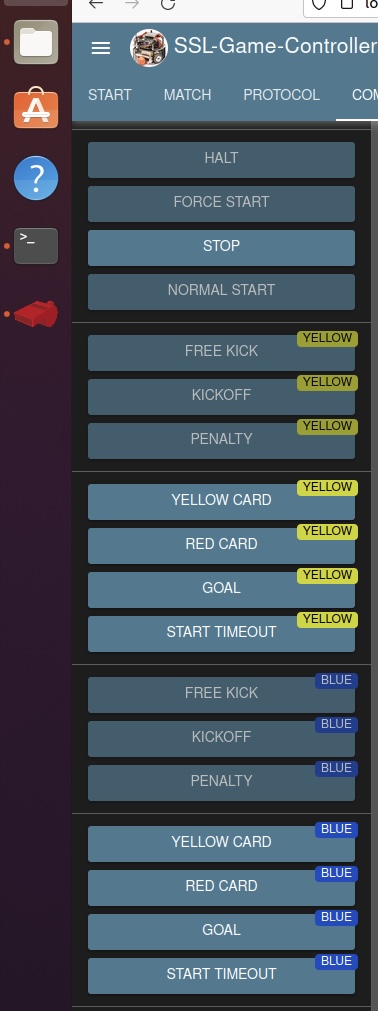 SSL-Game-Controller
START MATCH PROTOCOL
HALT
FORCE START
STOP
NORMAL START
FREE KICK YELLOW
KICKOFF YELLOW
PENALTY YELLOW
YELLOW CARD YELLOW
RED CARD YELLOW
GOAL YELLOW
START TIMEOUT YELLOW
FREE KICK BLUE
KICKOFF BLUE
PENALTY BLUE
YELLOW CARD BLUE
RED CARD BLUE
GOAL BLUE
START TIMEOUT BLUE